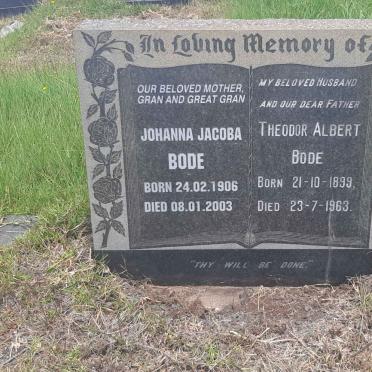 In Loving Memory of
OUR BELOVED MOTHER,
GRAN AND GREAT GRAN
JOHANNA JACOBA
BODE
BORN 24.02.1906
DIED 08.01.2003
MY BELOVED HUSBAND
AND OUR DEAR FATHER
THEODOR ALBERT
BODE
BORN 21-10-1899,
DIED 23-7-1963.
"THY WILL BE DONE."